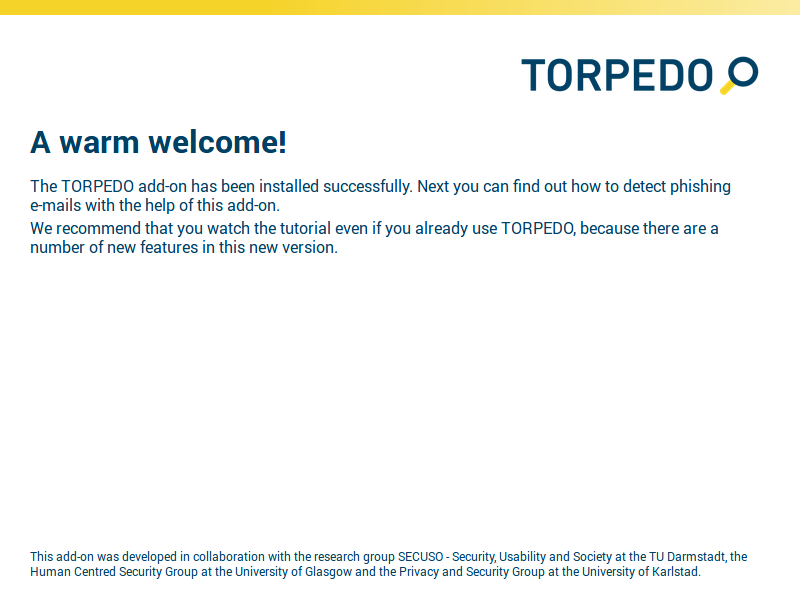 TORPEDO
A warm welcome!
The TORPEDO add-on has been installed successfully. Next you can find out how to detect phishing
e-mails with the help of this add-on.
We recommend that you watch the tutorial even if you already use TORPEDO, because there are a
number of new features in this new version.
This add-on was developed in collaboration with the research group SECUSO - Security, Usability and Society at the TU Darmstadt, the
Human Centred Security Group at the University of Glasgow and the Privacy and Security Group at the University of Karlstad.